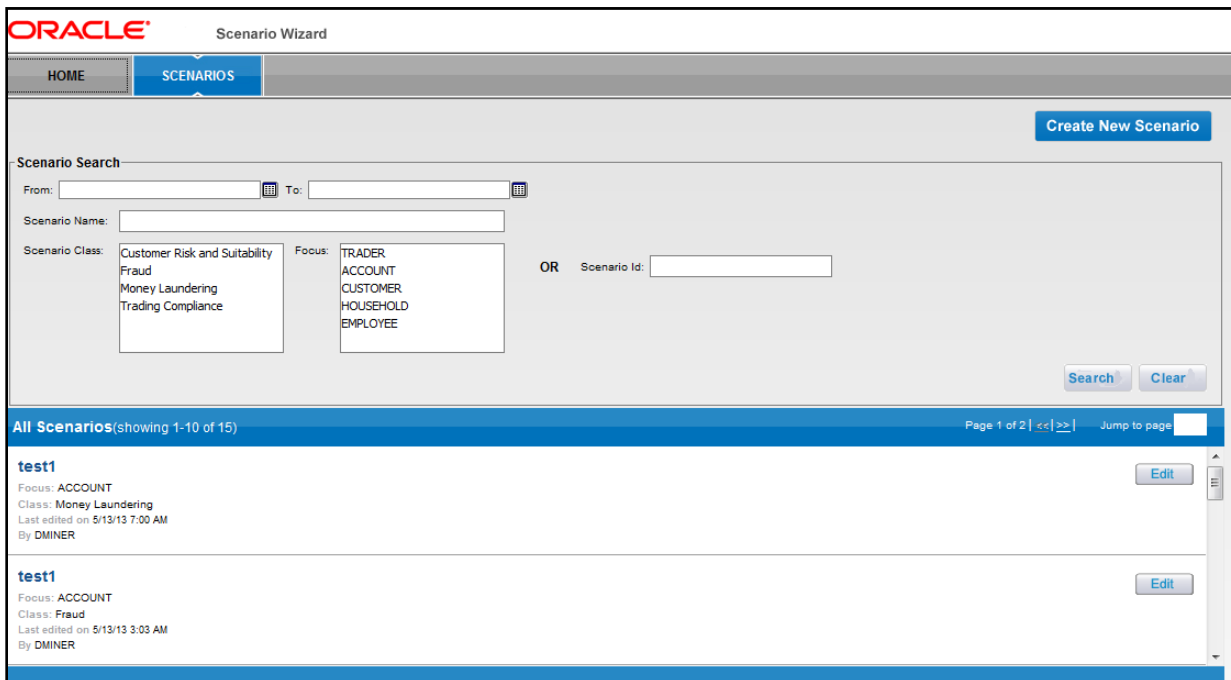 ORACLE®
Scenario Wizard
HOME
SCENARIOS
Create New Scenario
Scenario Search
From:
To:
Scenario Name:
Scenario Class:
Customer Risk and Suitability
Fraud
Money Laundering
Trading Compliance
Focus:
TRADER
ACCOUNT
CUSTOMER
HOUSEHOLD
EMPLOYEE
OR
Scenario Id:
Search
Clear
All Scenarios(showing 1-10 of 15)
Page 1 of 2| <<|>>|
Jump to page
test1
Edit
Focus: ACCOUNT
Class: Money Laundering
Last edited on 5/13/13 7:00 AM
By DMINER
test1
Edit
Focus: ACCOUNT
Class: Fraud
Last edited on 5/13/13 3:03 AM
By DMINER